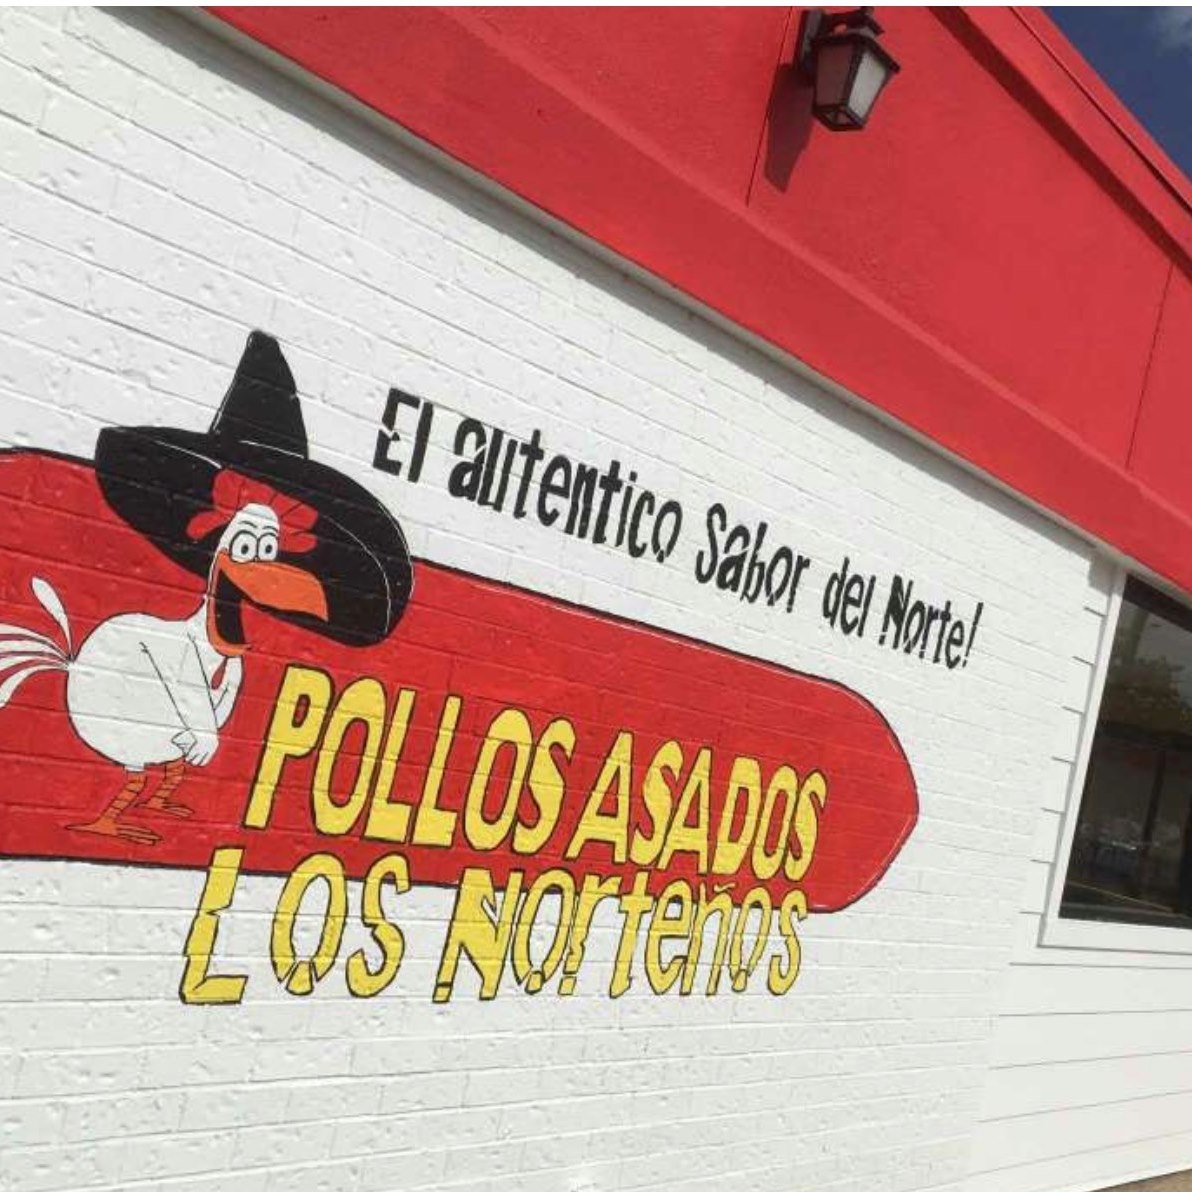 El autentico Sabor del Norte!
POLLOS ASADOS
LOS Norteños